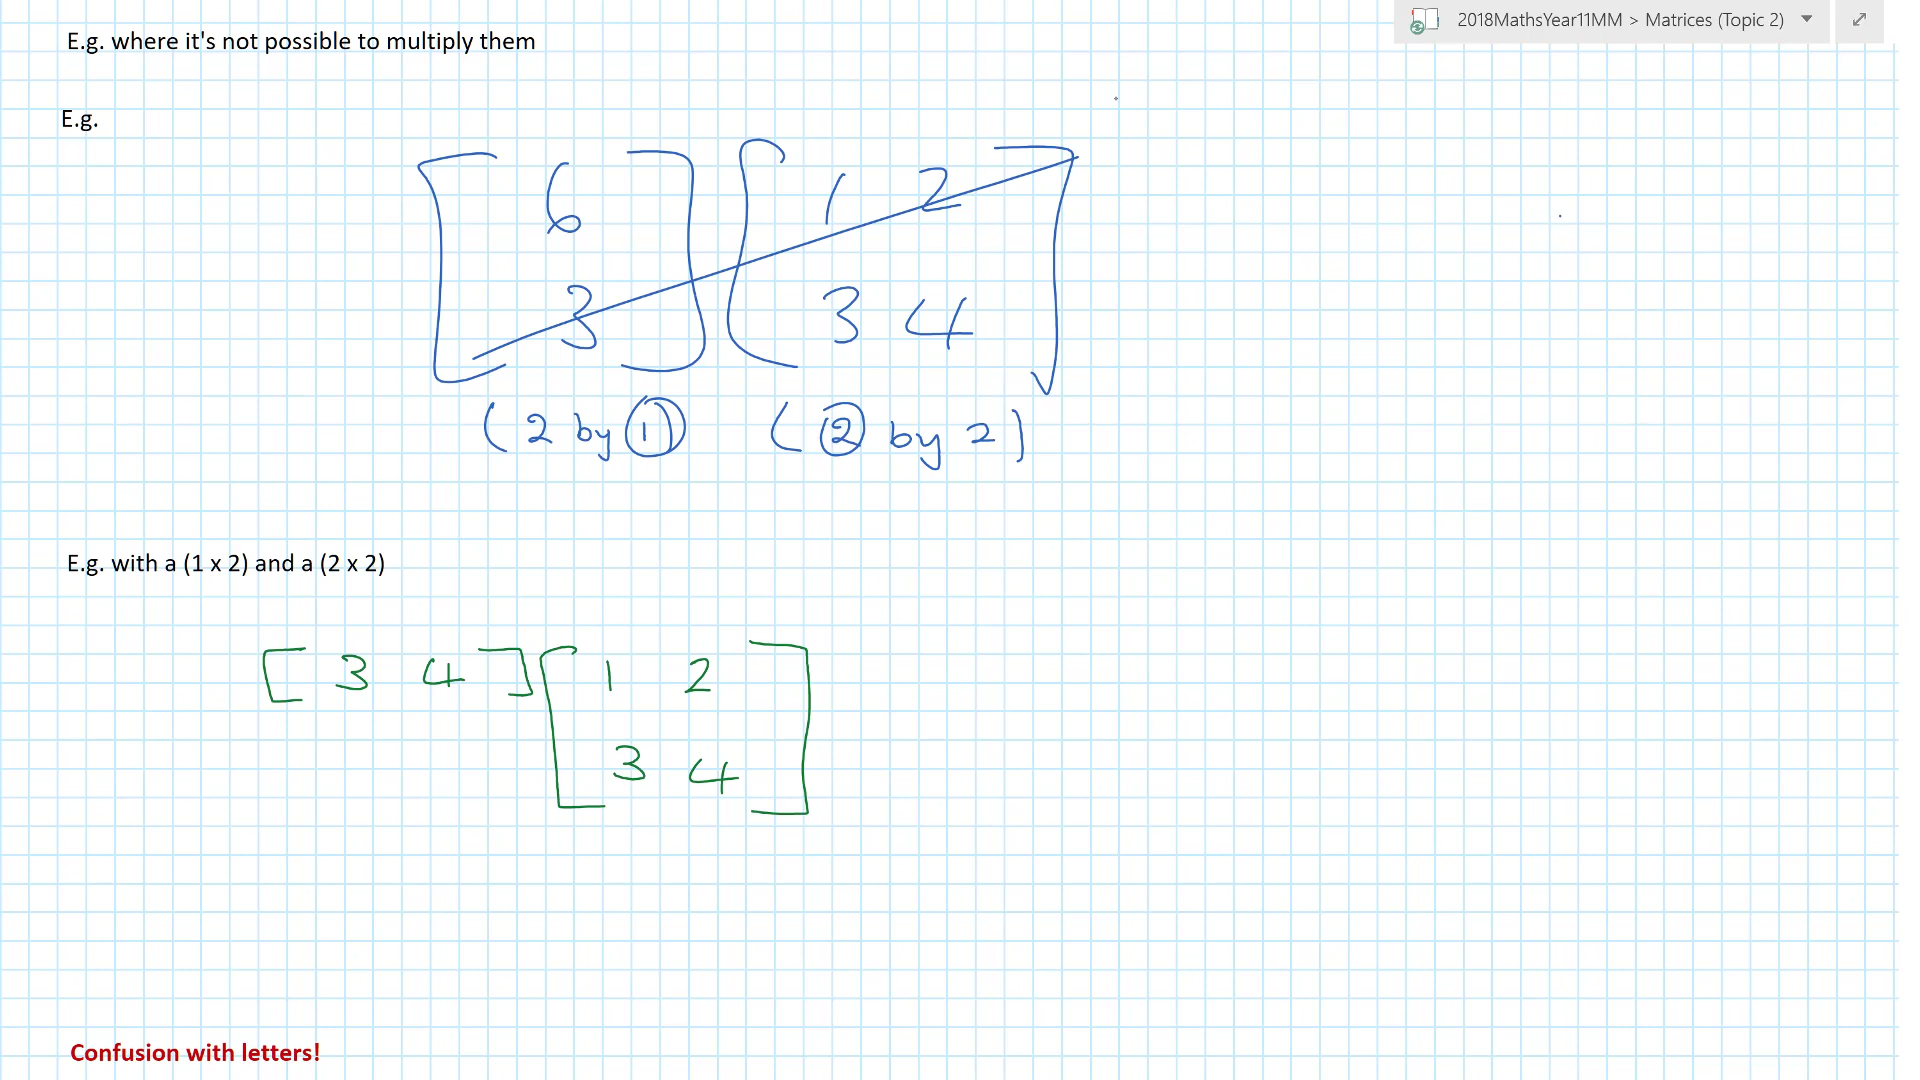 2018MathsYear11MM > Matrices (Topic 2)
E.g. where it's not possible to multiply them
E.g.
[ 6 ] [ 1 2 ]
[ 3 ] [ 3 4 ]
(2 by 1) (2 by 2)
E.g. with a (1 x 2) and a (2 x 2)
[ 3 4 ] [ 1 2
3 4 ]
Confusion with letters!